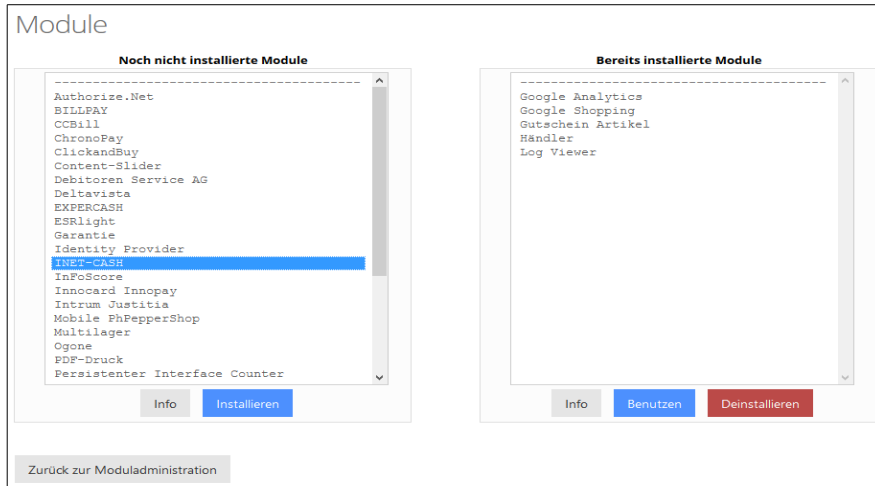 Module
Noch nicht installierte Module
----------------------------------------
Authorize.Net
BILLPAY
CCBill
ChronoPay
ClickandBuy
Content-Slider
Debitoren Service AG
Deltavista
EXPERCASH
ESRlight
Garantie
Identity Provider
INET-CASH
InFoScore
Innocard Innopay
Intrum Justitia
Mobile PhPepperShop
Multilager
Ogone
PDF-Druck
Persistenter Interface Counter
Info
Installieren
Bereits installierte Module
----------------------------------------
Google Analytics
Google Shopping
Gutschein Artikel
Händler
Log Viewer
Info
Benutzen
Deinstallieren
Zurück zur Moduladministration